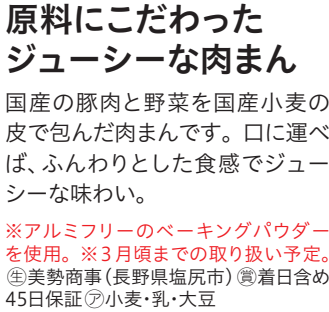 原料にこだわった
ジューシーな肉まん
国産の豚肉と野菜を国産小麦の
皮で包んだ肉まんです。口に運べ
ば、ふんわりとした食感でジュー
シーな味わい。
※アルミフリーのベーキングパウダー
を使用。※3月頃までの取り扱い予定。
㊤美勢商事(長野県塩尻市)㊤着日含め
45日保証㋐小麦・乳・大豆